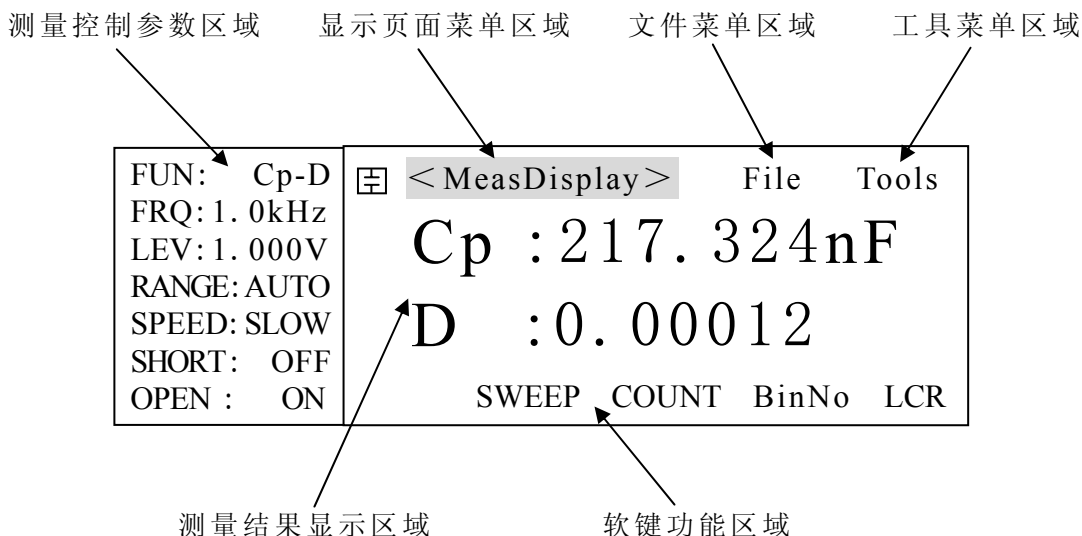 测量控制参数区域 显示页面菜单区域 文件菜单区域 工具菜单区域
FUN: Cp-D
FRQ:1.0kHz
LEV:1.000V
RANGE:AUTO
SPEED:SLOW
SHORT: OFF
OPEN : ON
<MeasDisplay> File Tools
Cp :217.324nF
D :0.00012
SWEEP COUNT BinNo LCR
测量结果显示区域 软键功能区域